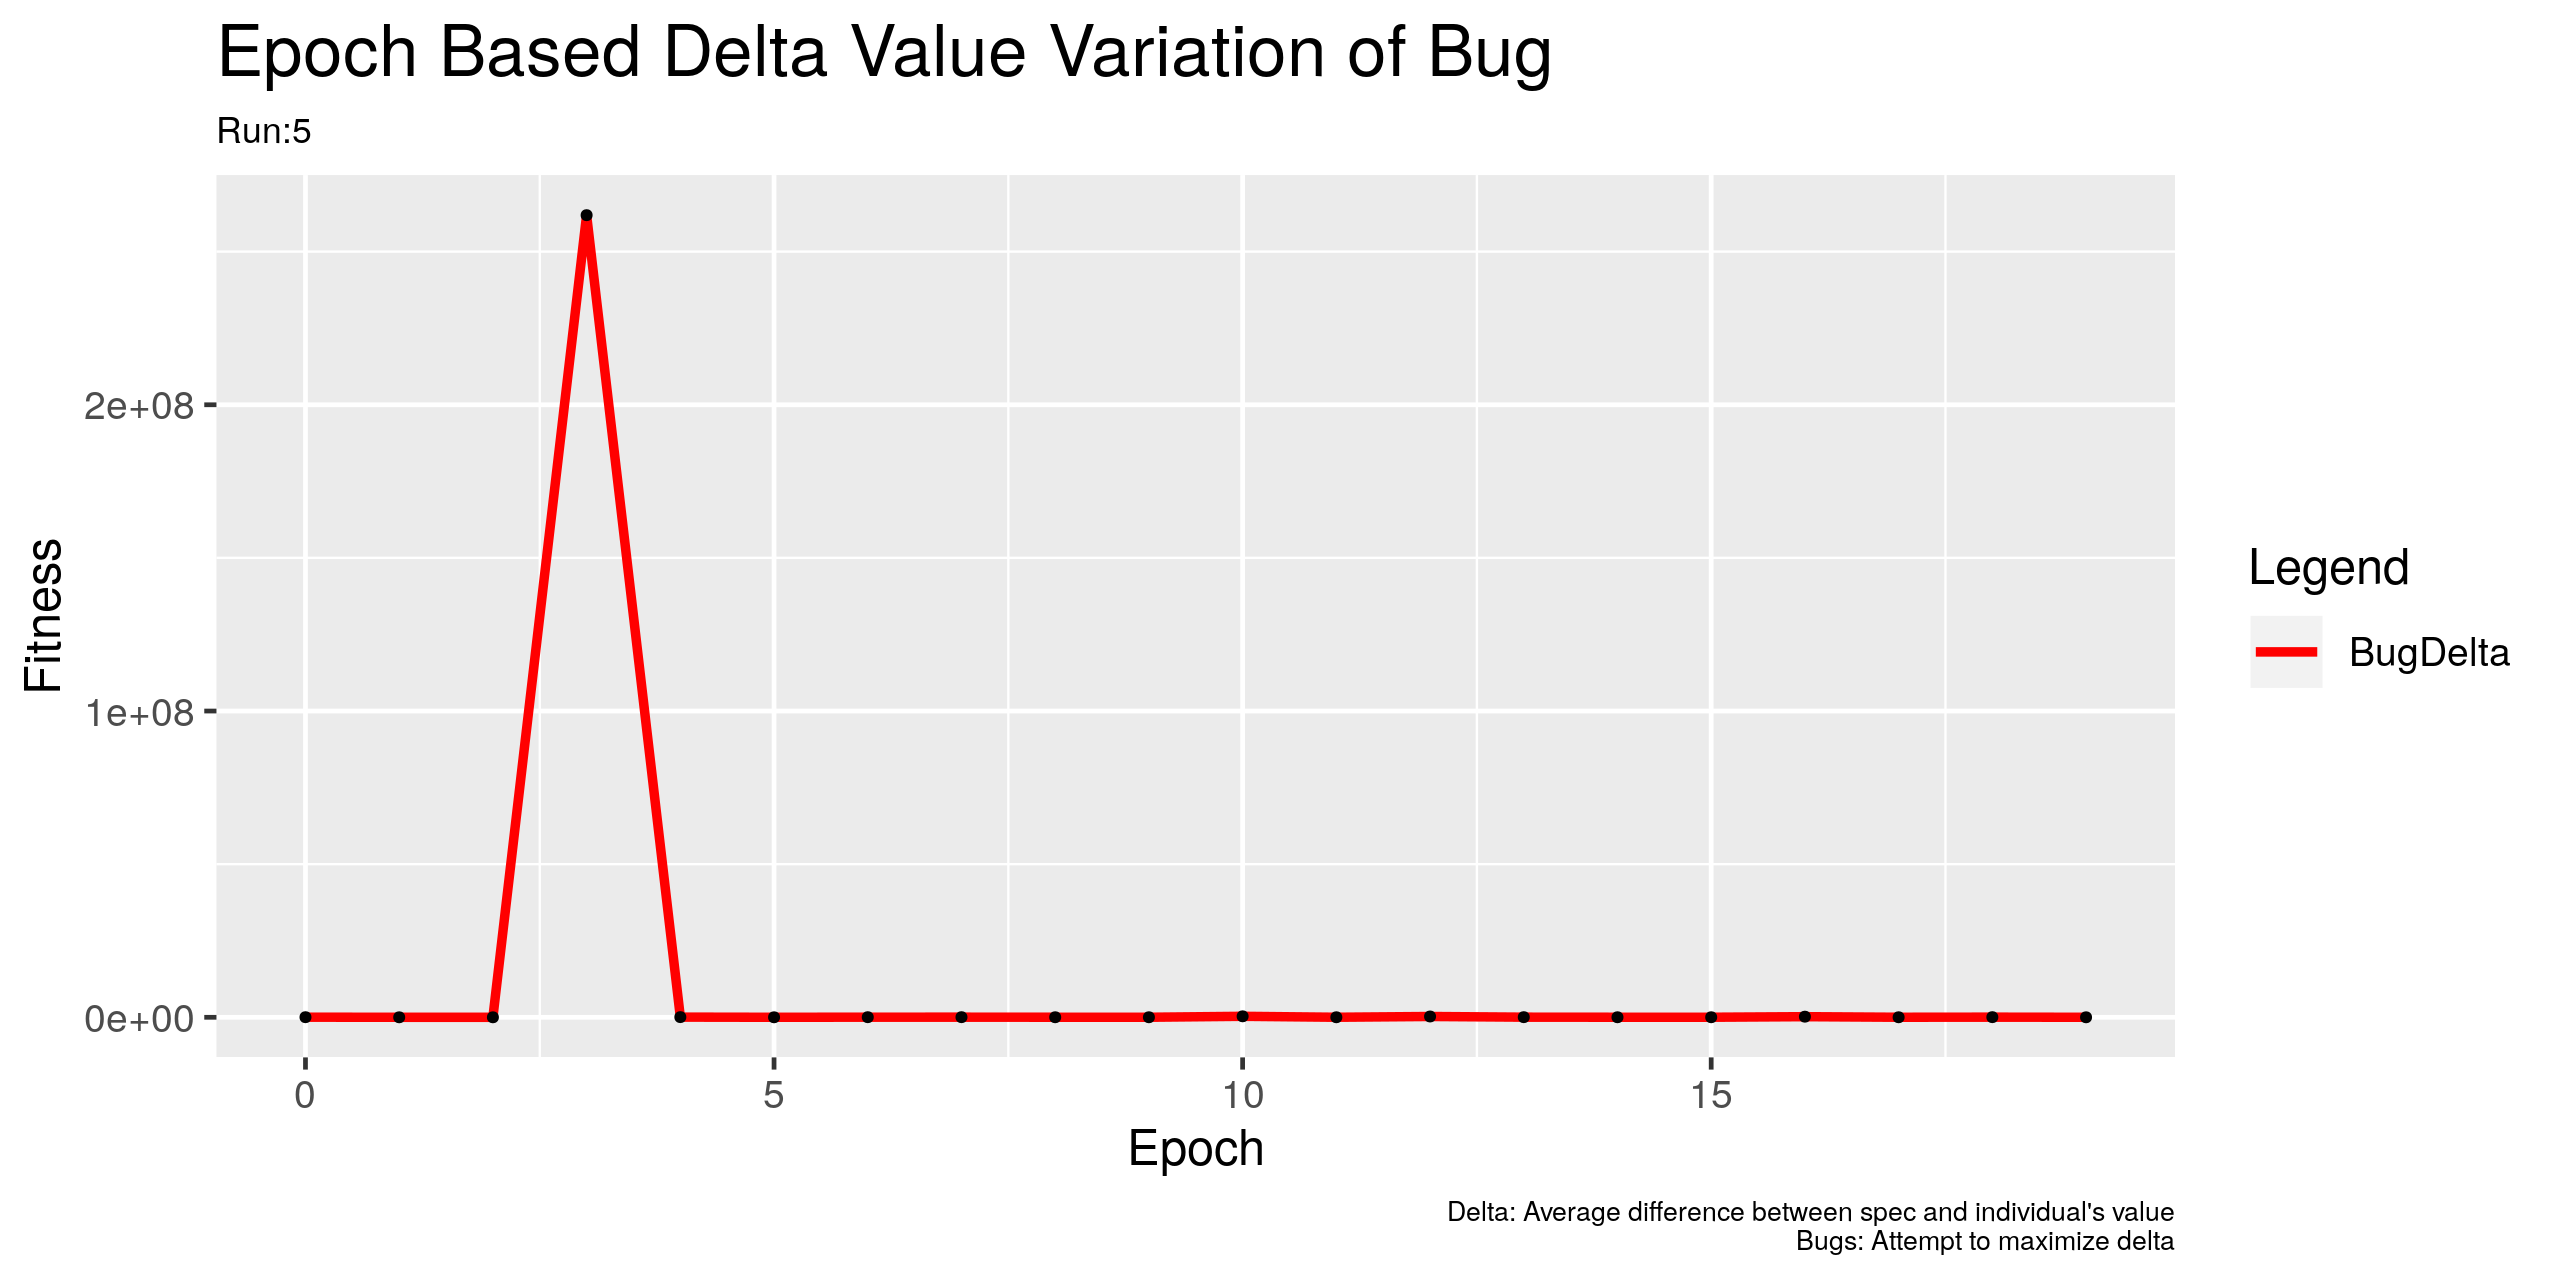 Epoch Based Delta Value Variation of Bug
Run:5
Fitness
2e+08
1e+08
0e+00
0 5 10 15
Epoch
Legend
BugDelta
Delta: Average difference between spec and individual's value
Bugs: Attempt to maximize delta